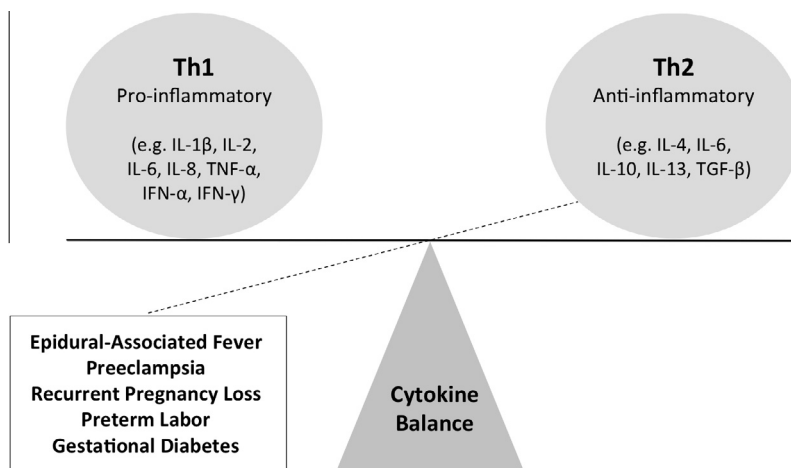 Th1
Pro-inflammatory
(e.g. IL-1β, IL-2,
IL-6, IL-8, TNF-α,
IFN-α, IFN-γ)
Th2
Anti-inflammatory
(e.g. IL-4, IL-6,
IL-10, IL-13, TGF-β)
Epidural-Associated Fever
Preeclampsia
Recurrent Pregnancy Loss
Preterm Labor
Gestational Diabetes
Cytokine
Balance